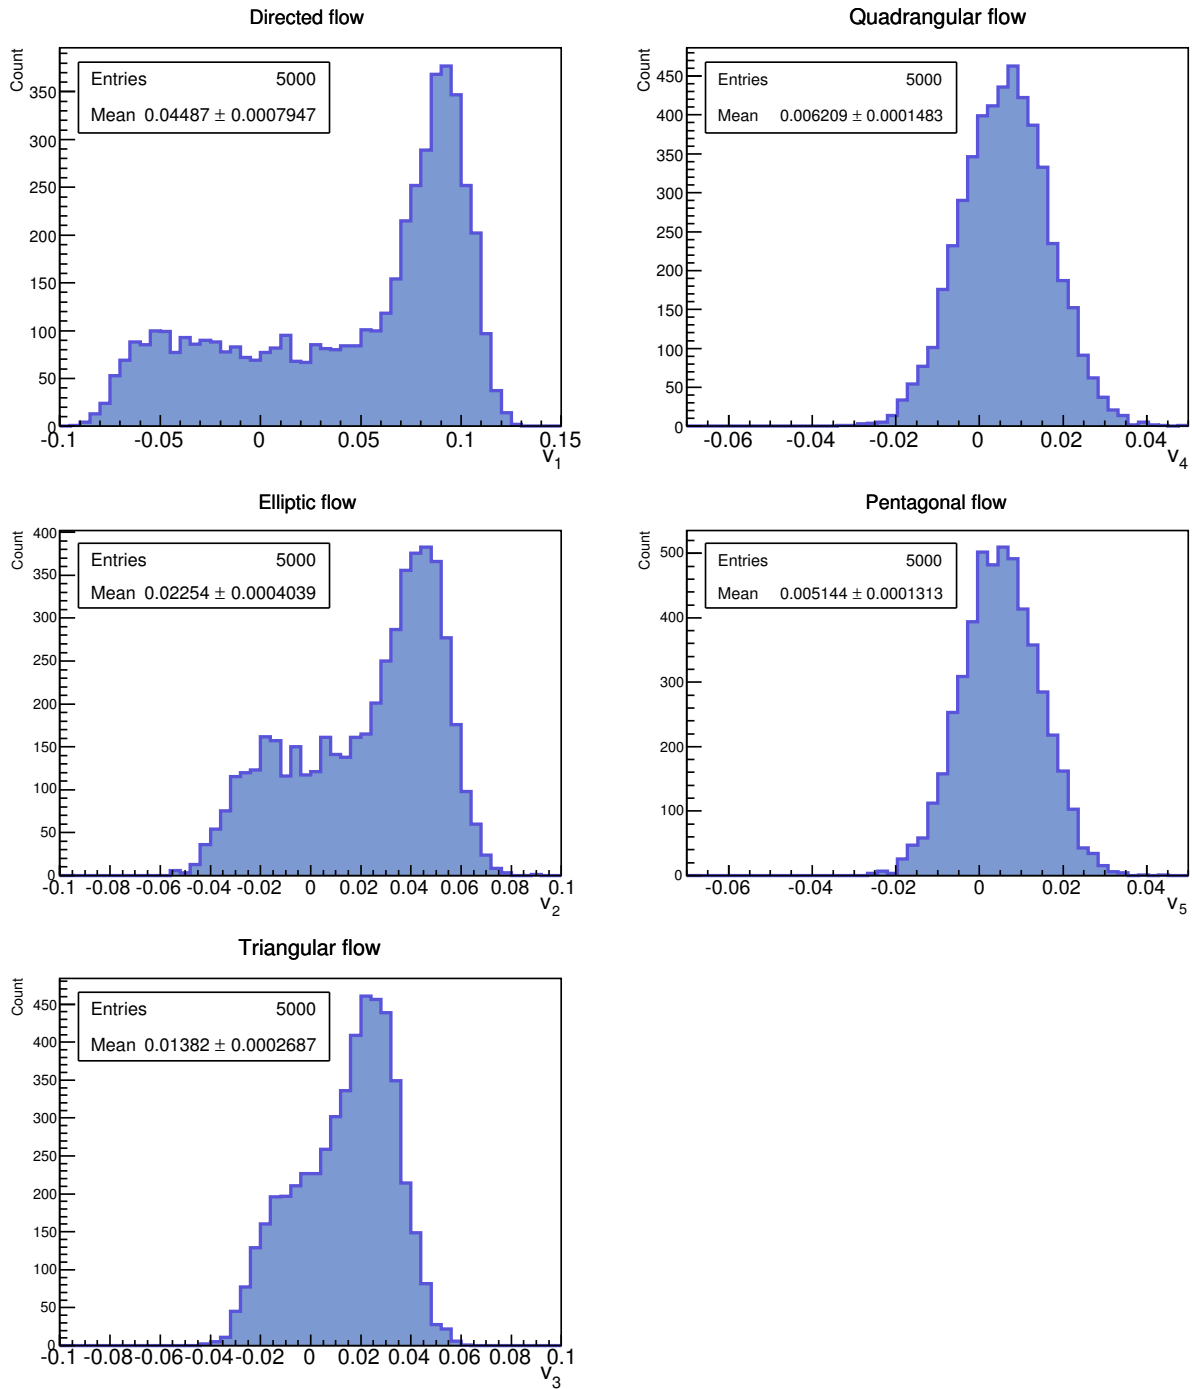 Directed flow
Count
Entries 5000
Mean 0.04487 ± 0.0007947
350
300
250
200
150
100
50
0
-0.1 -0.05 0 0.05 0.1 0.15
v1
Quadrangular flow
Count
Entries 5000
Mean 0.006209 ± 0.0001483
450
400
350
300
250
200
150
100
50
0
-0.06 -0.04 -0.02 0 0.02 0.04
v4
Elliptic flow
Count
Entries 5000
Mean 0.02254 ± 0.0004039
400
350
300
250
200
150
100
50
0
-0.1 -0.08 -0.06 -0.04 -0.02 0 0.02 0.04 0.06 0.08 0.1
v2
Pentagonal flow
Count
Entries 5000
Mean 0.005144 ± 0.0001313
500
400
300
200
100
0
-0.06 -0.04 -0.02 0 0.02 0.04
v5
Triangular flow
Count
Entries 5000
Mean 0.01382 ± 0.0002687
450
400
350
300
250
200
150
100
50
0
-0.1 -0.08 -0.06 -0.04 -0.02 0 0.02 0.04 0.06 0.08 0.1
v3